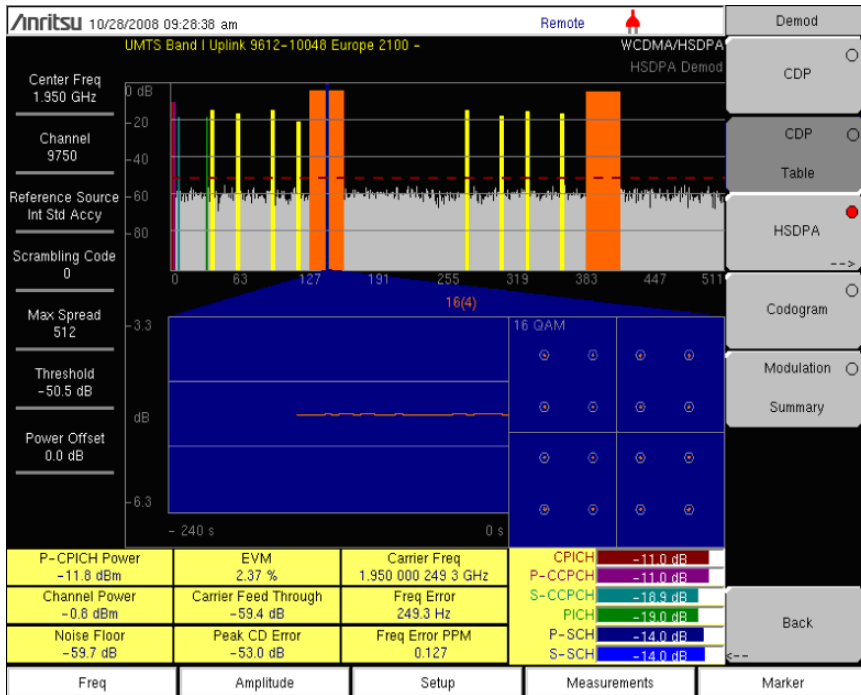 Anritsu 10/28/2008 09:28:38 am
Remote
Demod
UMTS Band I Uplink 9612-10048 Europe 2100 -
WCDMA/HSDPA
HSDPA Demod
Center Freq
1.950 GHz
Channel
9750
Reference Source
Int Std Accy
Scrambling Code
0
Max Spread
512
Threshold
-50.5 dB
Power Offset
0.0 dB
0 dB
-20
-40
-60
-80
0 63 127 191 255 319 383 447 511
16(4)
-3.3
dB
-6.3
-240 s
0 s
16 QAM
CDP
CDP
Table
HSDPA
-->
Codogram
Modulation
Summary
Back
<--
P-CPICH Power
-11.8 dBm
EVM
2.37 %
Carrier Freq
1.950 000 249 3 GHz
Channel Power
-0.8 dBm
Carrier Feed Through
-59.4 dB
Freq Error
249.3 Hz
Noise Floor
-59.7 dB
Peak CD Error
-53.0 dB
Freq Error PPM
0.127
CPICH -11.0 dB
P-CCPCH -11.0 dB
S-CCPCH -18.9 dB
PICH -19.0 dB
P-SCH -14.0 dB
S-SCH -14.0 dB
Freq
Amplitude
Setup
Measurements
Marker